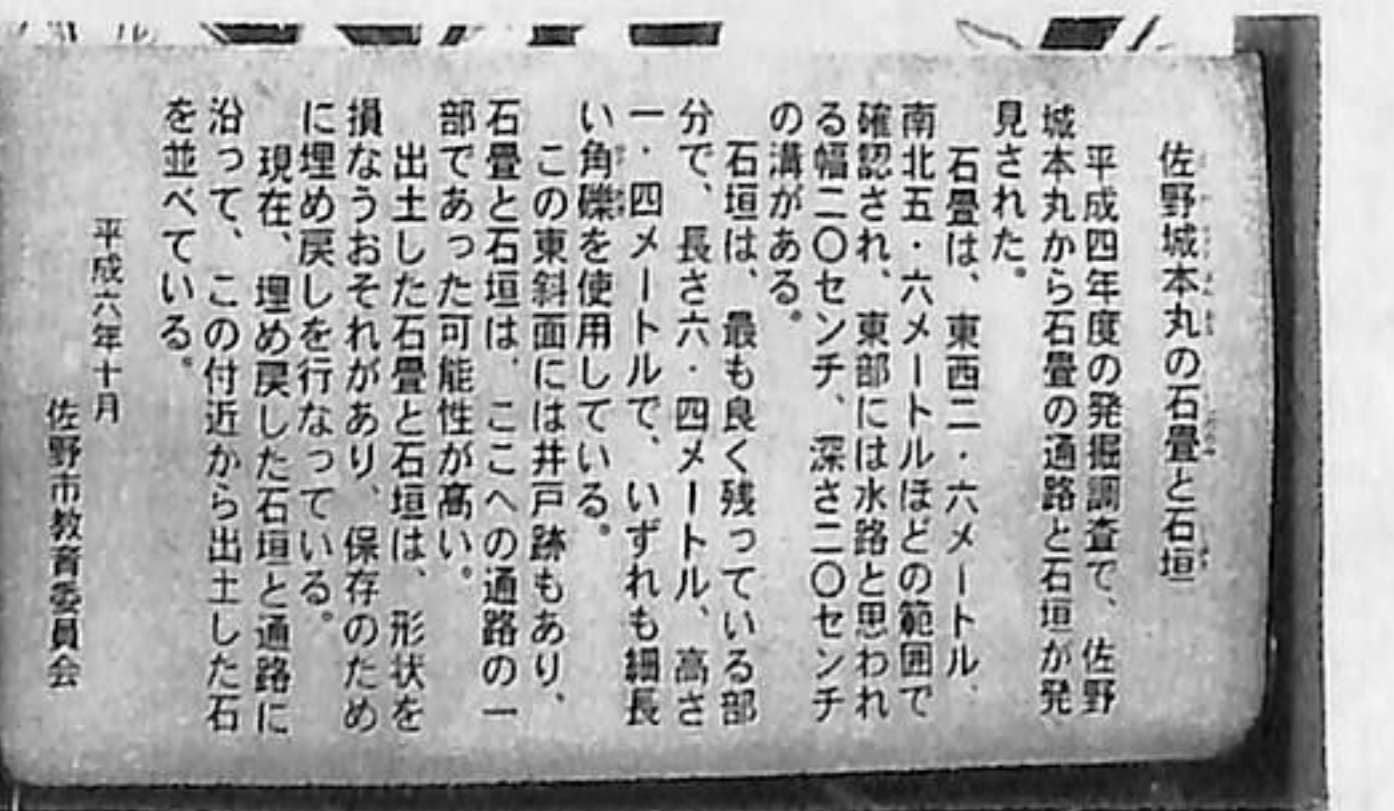 佐野城本丸の石畳と石垣
平成四年度の発掘調査で、佐野
城本丸から石畳の通路と石垣が発
見された。
石畳は、東西二・六メートル、
南北五・六メートルほどの範囲で
確認され、東部には水路と思われ
る幅二〇センチ、深さ二〇センチ
の溝がある。
石垣は、最も良く残っている部
分で、長さ六・四メートル、高さ
一・四メートルで、いずれも細長
い角礫を使用している。
この東斜面には井戸跡もあり、
石畳と石垣は、ここへの通路の一
部であった可能性が高い。
出土した石畳と石垣は、形状を
損なうおそれがあり、保存のため
に埋め戻しを行なっている。
現在、埋め戻した石垣と通路に
沿って、この付近から出土した石
を並べている。
平成六年十月
佐野市教育委員会